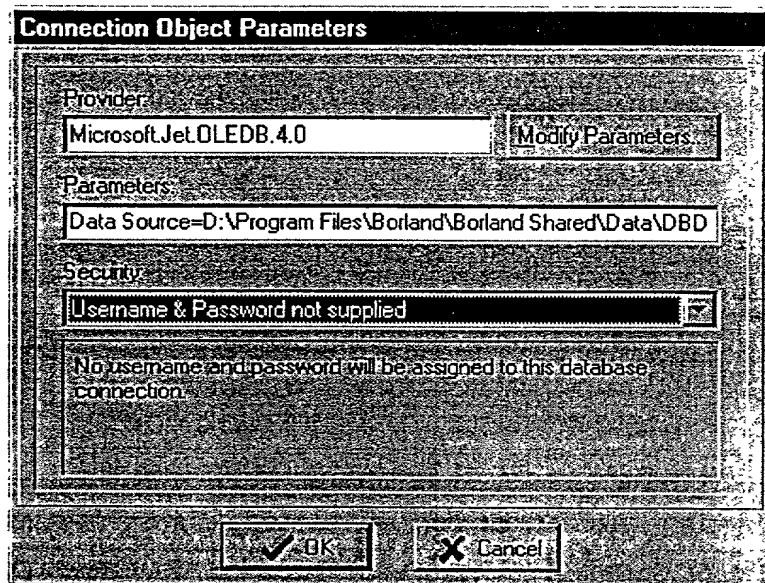 Connection Object Parameters
Provider:
Microsoft.Jet.OLEDB.4.0
Modify Parameters...
Parameters:
Data Source=D:\Program Files\Borland\Borland Shared\Data\DBD
Security:
Username & Password not supplied
No username and password will be assigned to this database
connection.
OK
Cancel